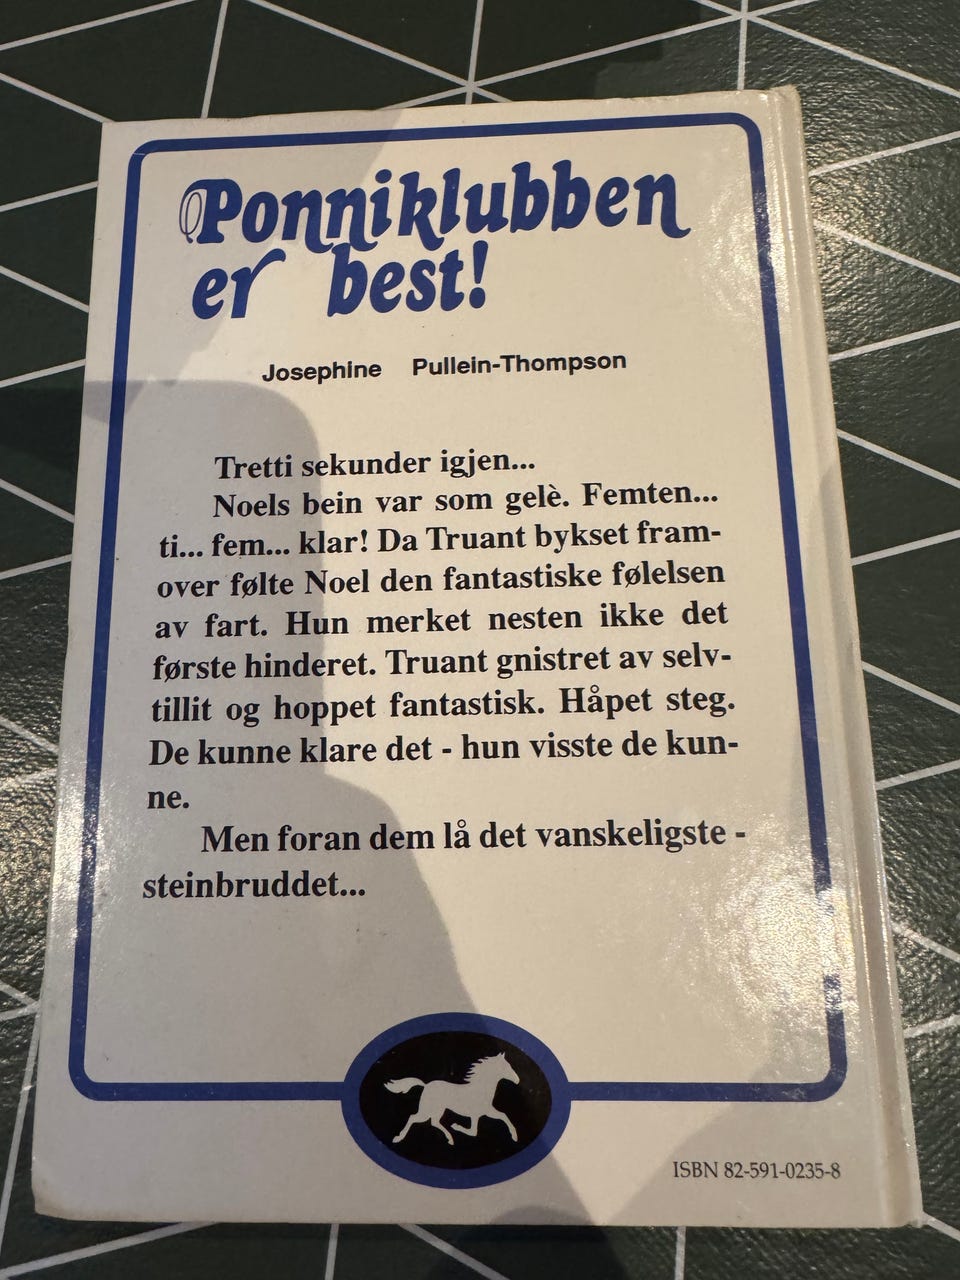 Ponniklubben
er best!
Josephine Pullein-Thompson
Tretti sekunder igjen...
Noels bein var som gelè. Femten...
ti... fem... klar! Da Truant bykset fram-
over følte Noel den fantastiske følelsen
av fart. Hun merket nesten ikke det
første hinderet. Truant gnistret av selv-
tillit og hoppet fantastisk. Håpet steg.
De kunne klare det - hun visste de kun-
ne.
Men foran dem lå det vanskeligste -
steinbruddet...
ISBN 82-591-0235-8